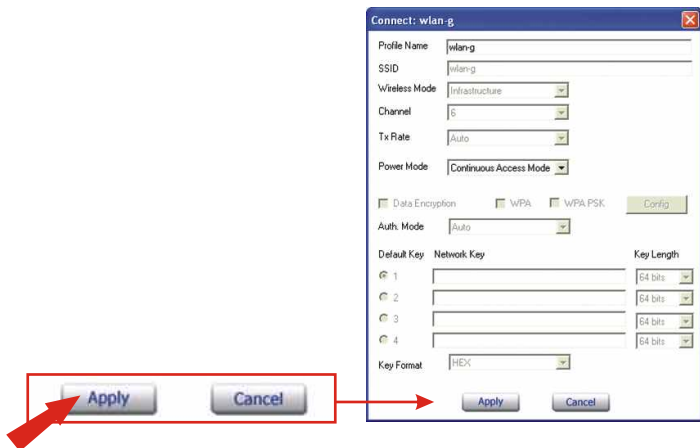 Connect: wlan-g
Profile Name wlan-g
SSID wlan-g
Wireless Mode Infrastructure
Channel 6
Tx Rate Auto
Power Mode Continuous Access Mode
Data Encryption WPA WPA PSK Config
Auth. Mode Auto
Default Key Network Key Key Length
1 64 bits
2 64 bits
3 64 bits
4 64 bits
Key Format HEX
Apply Cancel
Apply Cancel